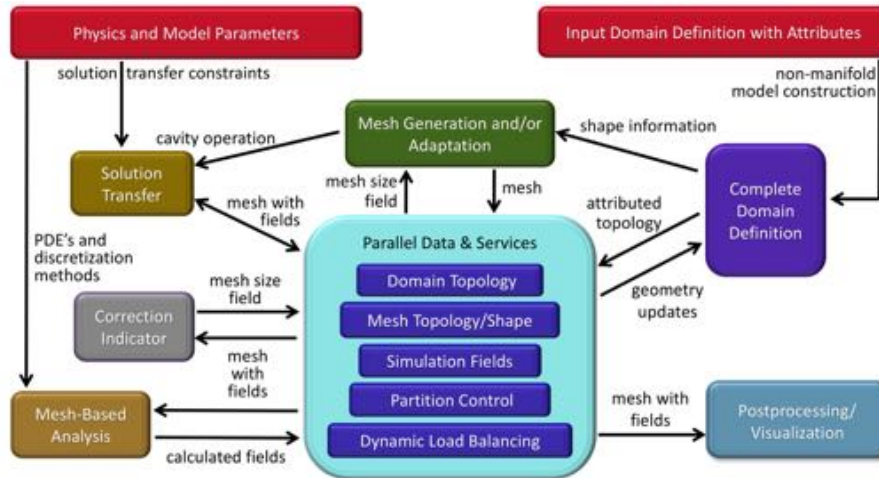 Physics and Model Parameters
Input Domain Definition with Attributes
solution transfer constraints
non-manifold
model construction
Mesh Generation and/or
Adaptation
cavity operation
shape information
Solution
Transfer
mesh size
field
mesh
Complete
Domain
Definition
mesh with
fields
attributed
topology
PDE's and
discretization
methods
Parallel Data & Services
Domain Topology
Mesh Topology/Shape
Simulation Fields
Partition Control
Dynamic Load Balancing
geometry
updates
mesh size
field
Correction
Indicator
mesh
with
fields
Mesh-Based
Analysis
calculated fields
mesh with
fields
Postprocessing/
Visualization